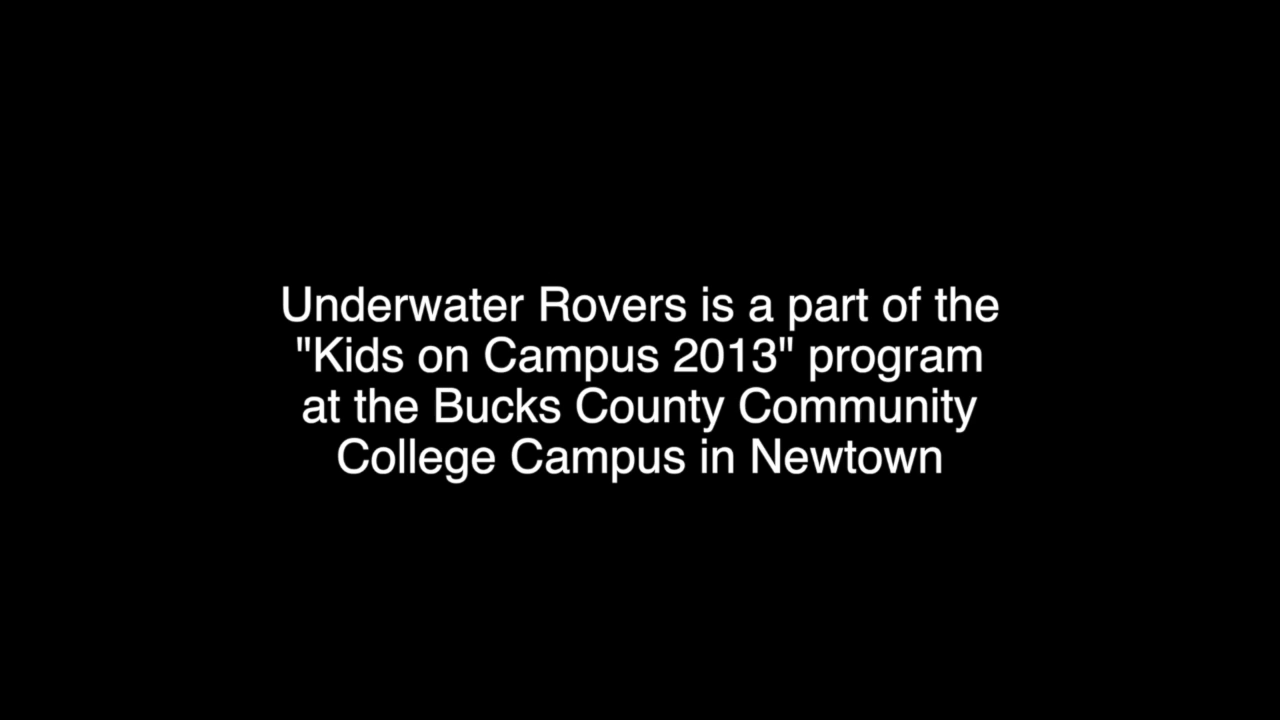 Underwater Rovers is a part of the
"Kids on Campus 2013" program
at the Bucks County Community
College Campus in Newtown